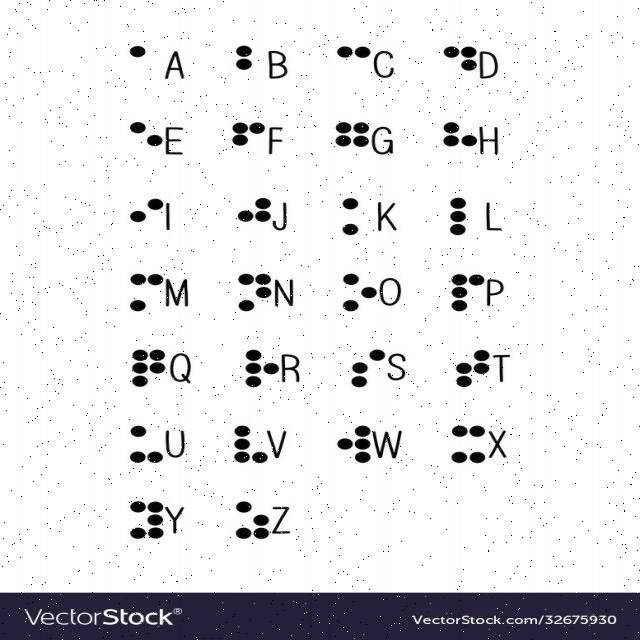 A B C D
E F G H
I J K L
M N O P
Q R S T
U V W X
Y Z
VectorStock® VectorStock.com/32675930